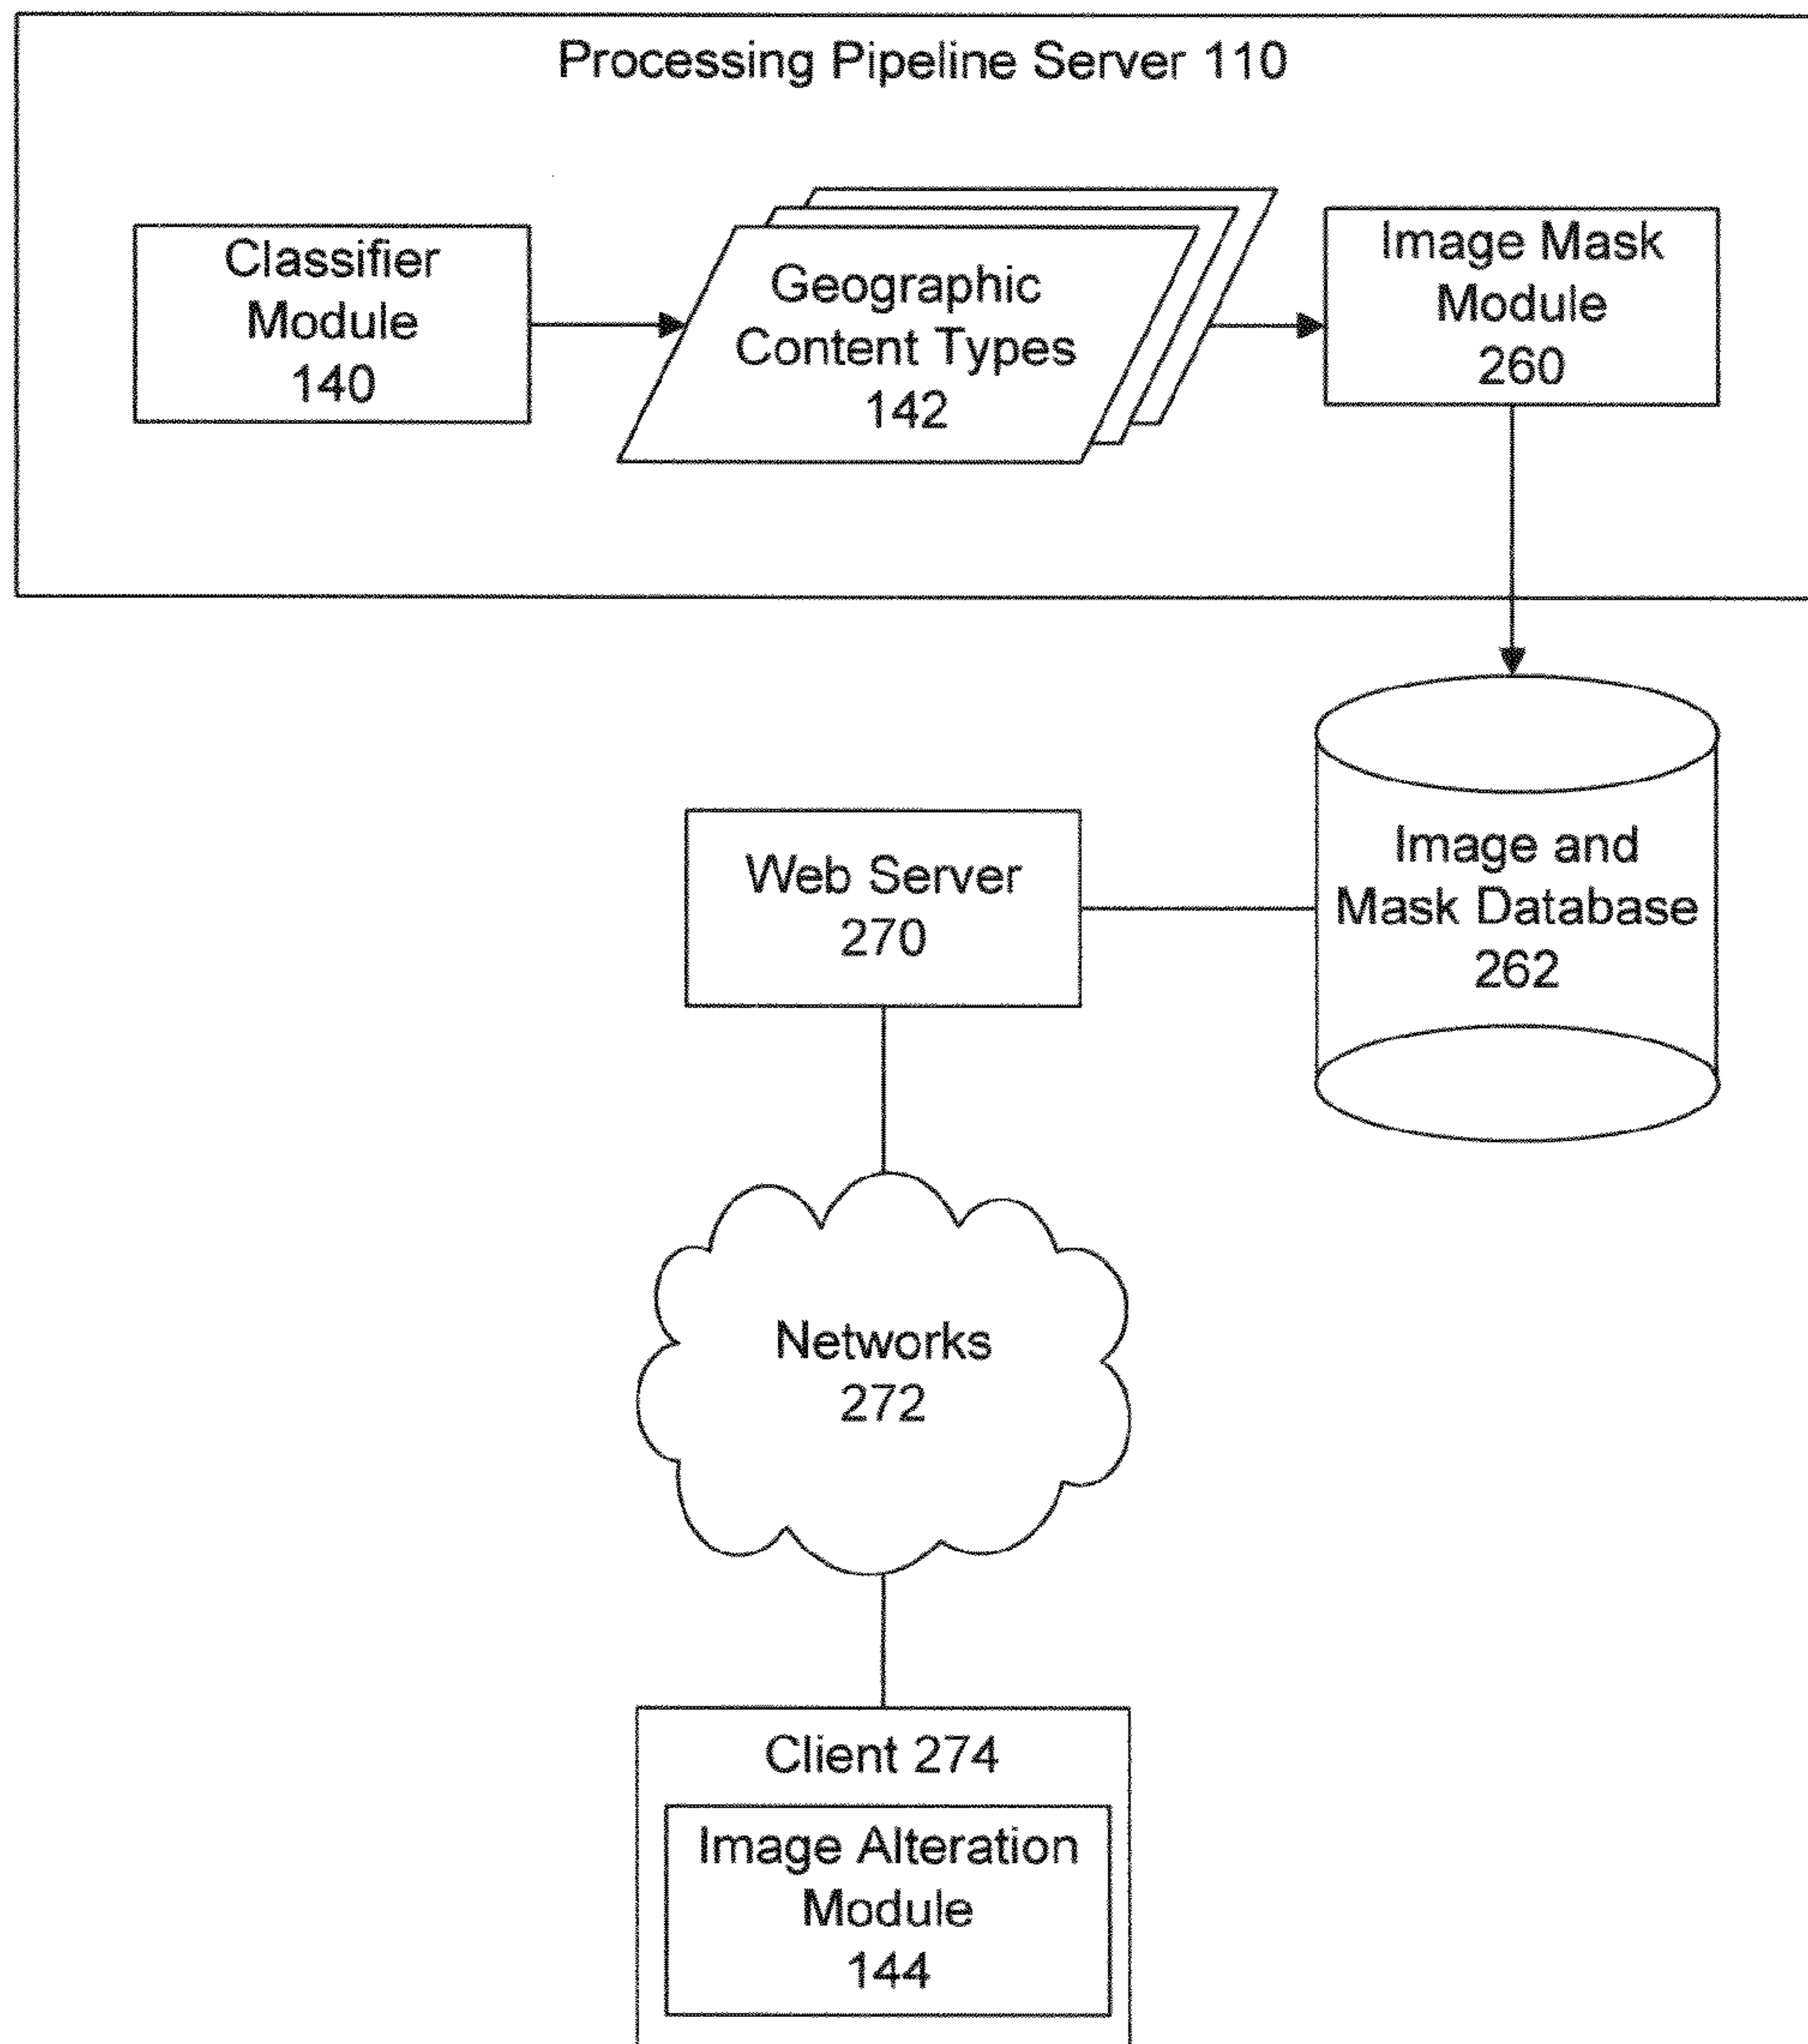 Processing Pipeline Server 110
Classifier
Module
140
Geographic
Content Types
142
Image Mask
Module
260
Image and
Mask Database
262
Web Server
270
Networks
272
Client 274
Image Alteration
Module
144